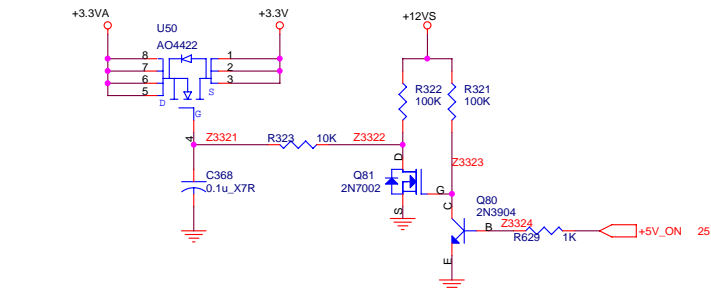 +3.3VA
+3.3V
+12VS
U50
AO4422
8
7
6
5
1
2
3
D
S
G
4
R322
100K
R321
100K
Z3321
R323
10K
Z3322
Z3323
C368
0.1u_X7R
Q81
2N7002
D
G
S
Q80
2N3904
C
B
E
Z3324
R629
1K
+5V_ON
25